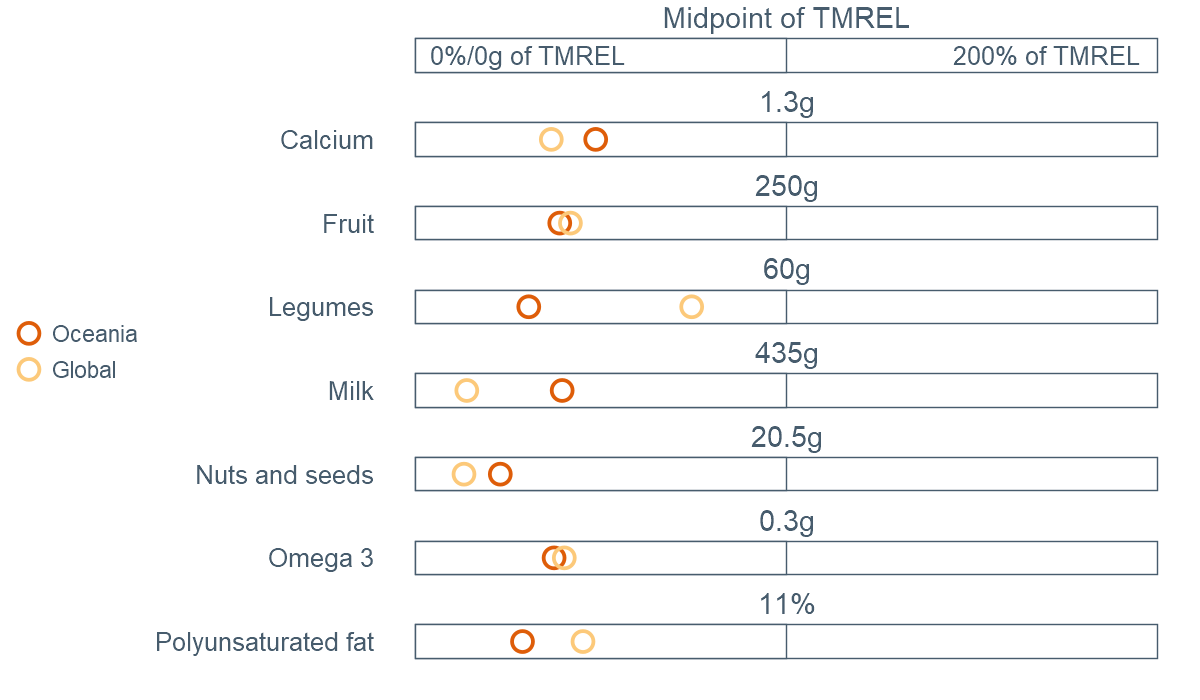 Midpoint of TMREL
0%/0g of TMREL
200% of TMREL
1.3g
Calcium
250g
Fruit
60g
Legumes
Oceania
435g
Global
Milk
20.5g
Nuts and seeds
0.3g
Omega 3
11%
Polyunsaturated fat